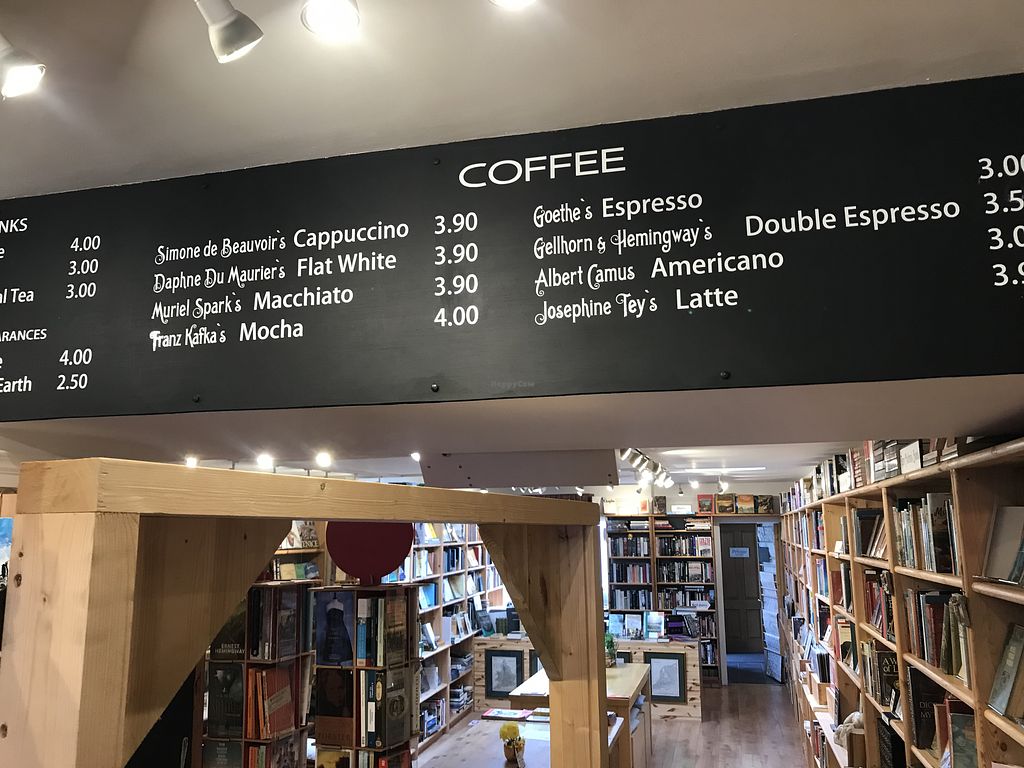 COFFEE
NKS
4.00
3.00
al Tea 3.00
ARANCES
4.00
Earth 2.50
Simone de Beauvoir`s Cappuccino 3.90
Daphne Du Maurier`s Flat White 3.90
Muriel Spark`s Macchiato 3.90
Franz Kafka`s Mocha 4.00
Goethe`s Espresso 3.00
Gellhorn & Hemingway`s Double Espresso 3.5
Albert Camus Americano 3.0
Josephine Tey`s Latte 3.9
HappyCow
ERNEST
HEMINGWAY